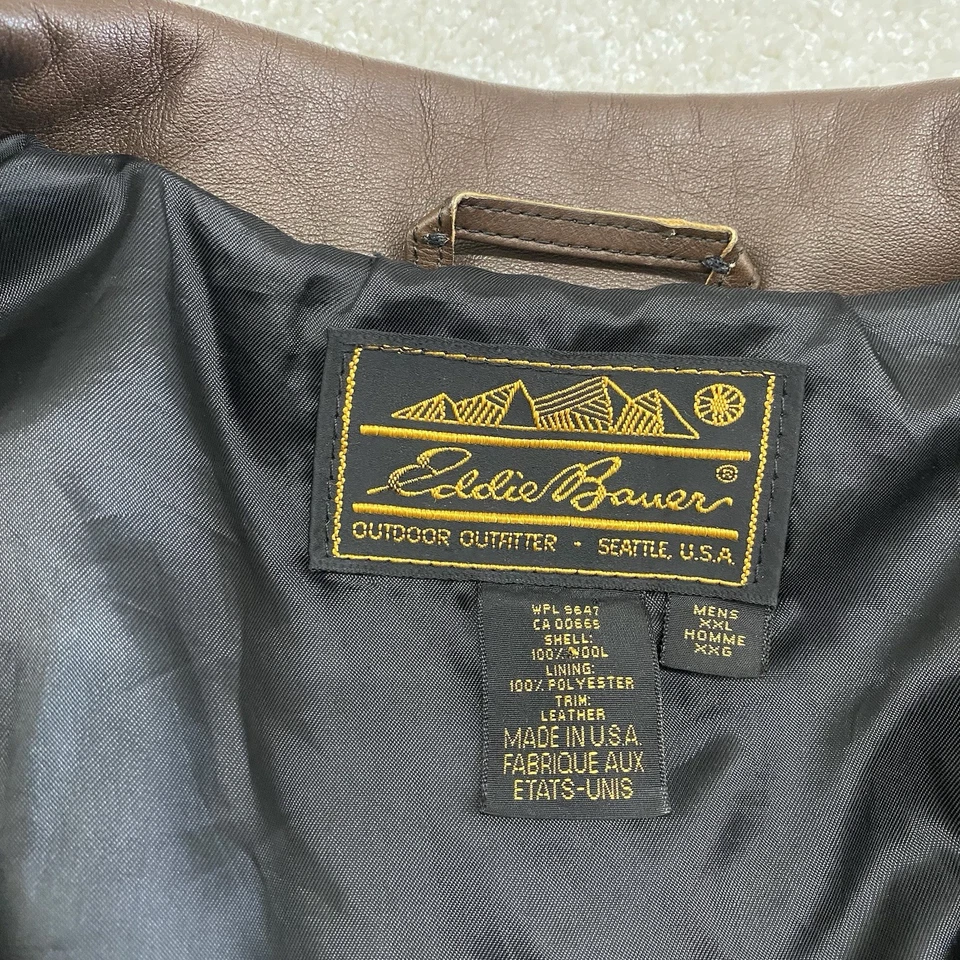 Eddie Bauer®
OUTDOOR OUTFITTER · SEATTLE, U.S.A.
WPL 9647
CA 00665
SHELL:
100% WOOL
LINING:
100% POLYESTER
TRIM:
LEATHER
MADE IN U.S.A.
FABRIQUE AUX
ETATS-UNIS
MENS
XXL
HOMME
XXG